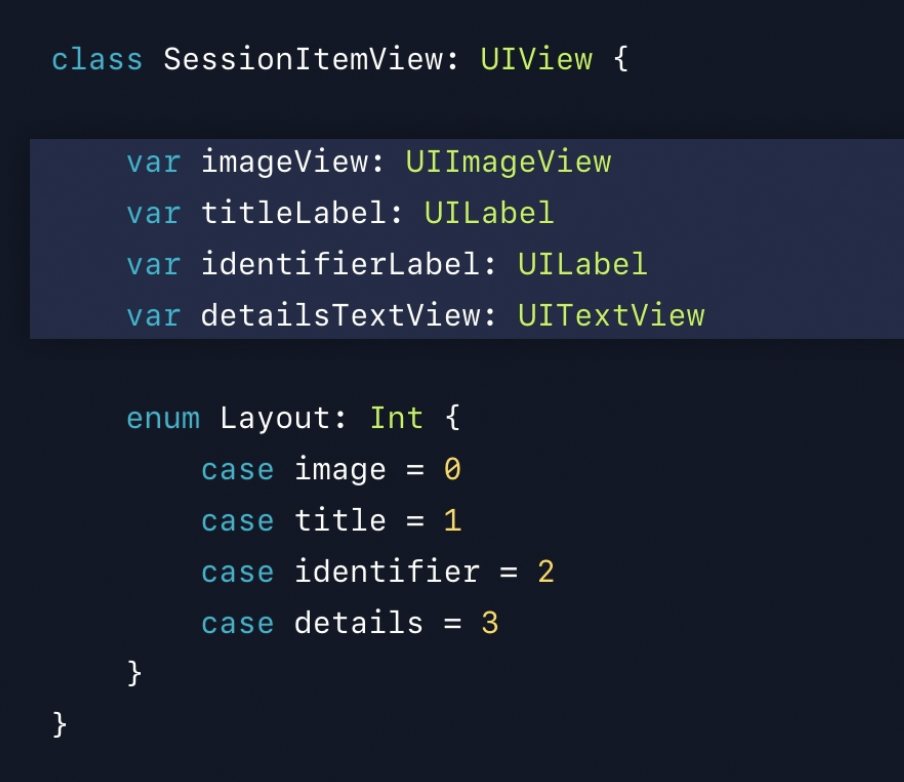 class SessionItemView: UIView {
var imageView: UIImageView
var titleLabel: UILabel
var identifierLabel: UILabel
var detailsTextView: UITextView
enum Layout: Int {
case image = 0
case title = 1
case identifier = 2
case details = 3
}
}